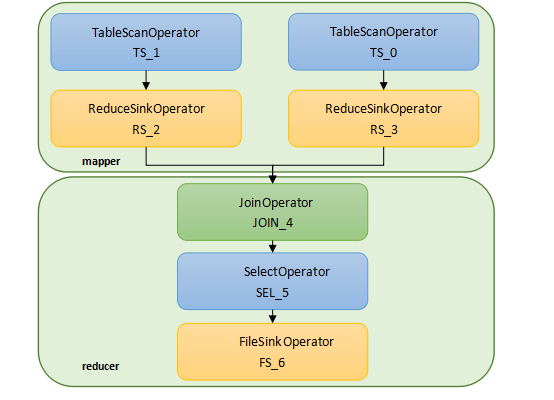 TableScanOperator
TS_1
TableScanOperator
TS_0
ReduceSinkOperator
RS_2
ReduceSinkOperator
RS_3
mapper
JoinOperator
JOIN_4
SelectOperator
SEL_5
FileSinkOperator
FS_6
reducer